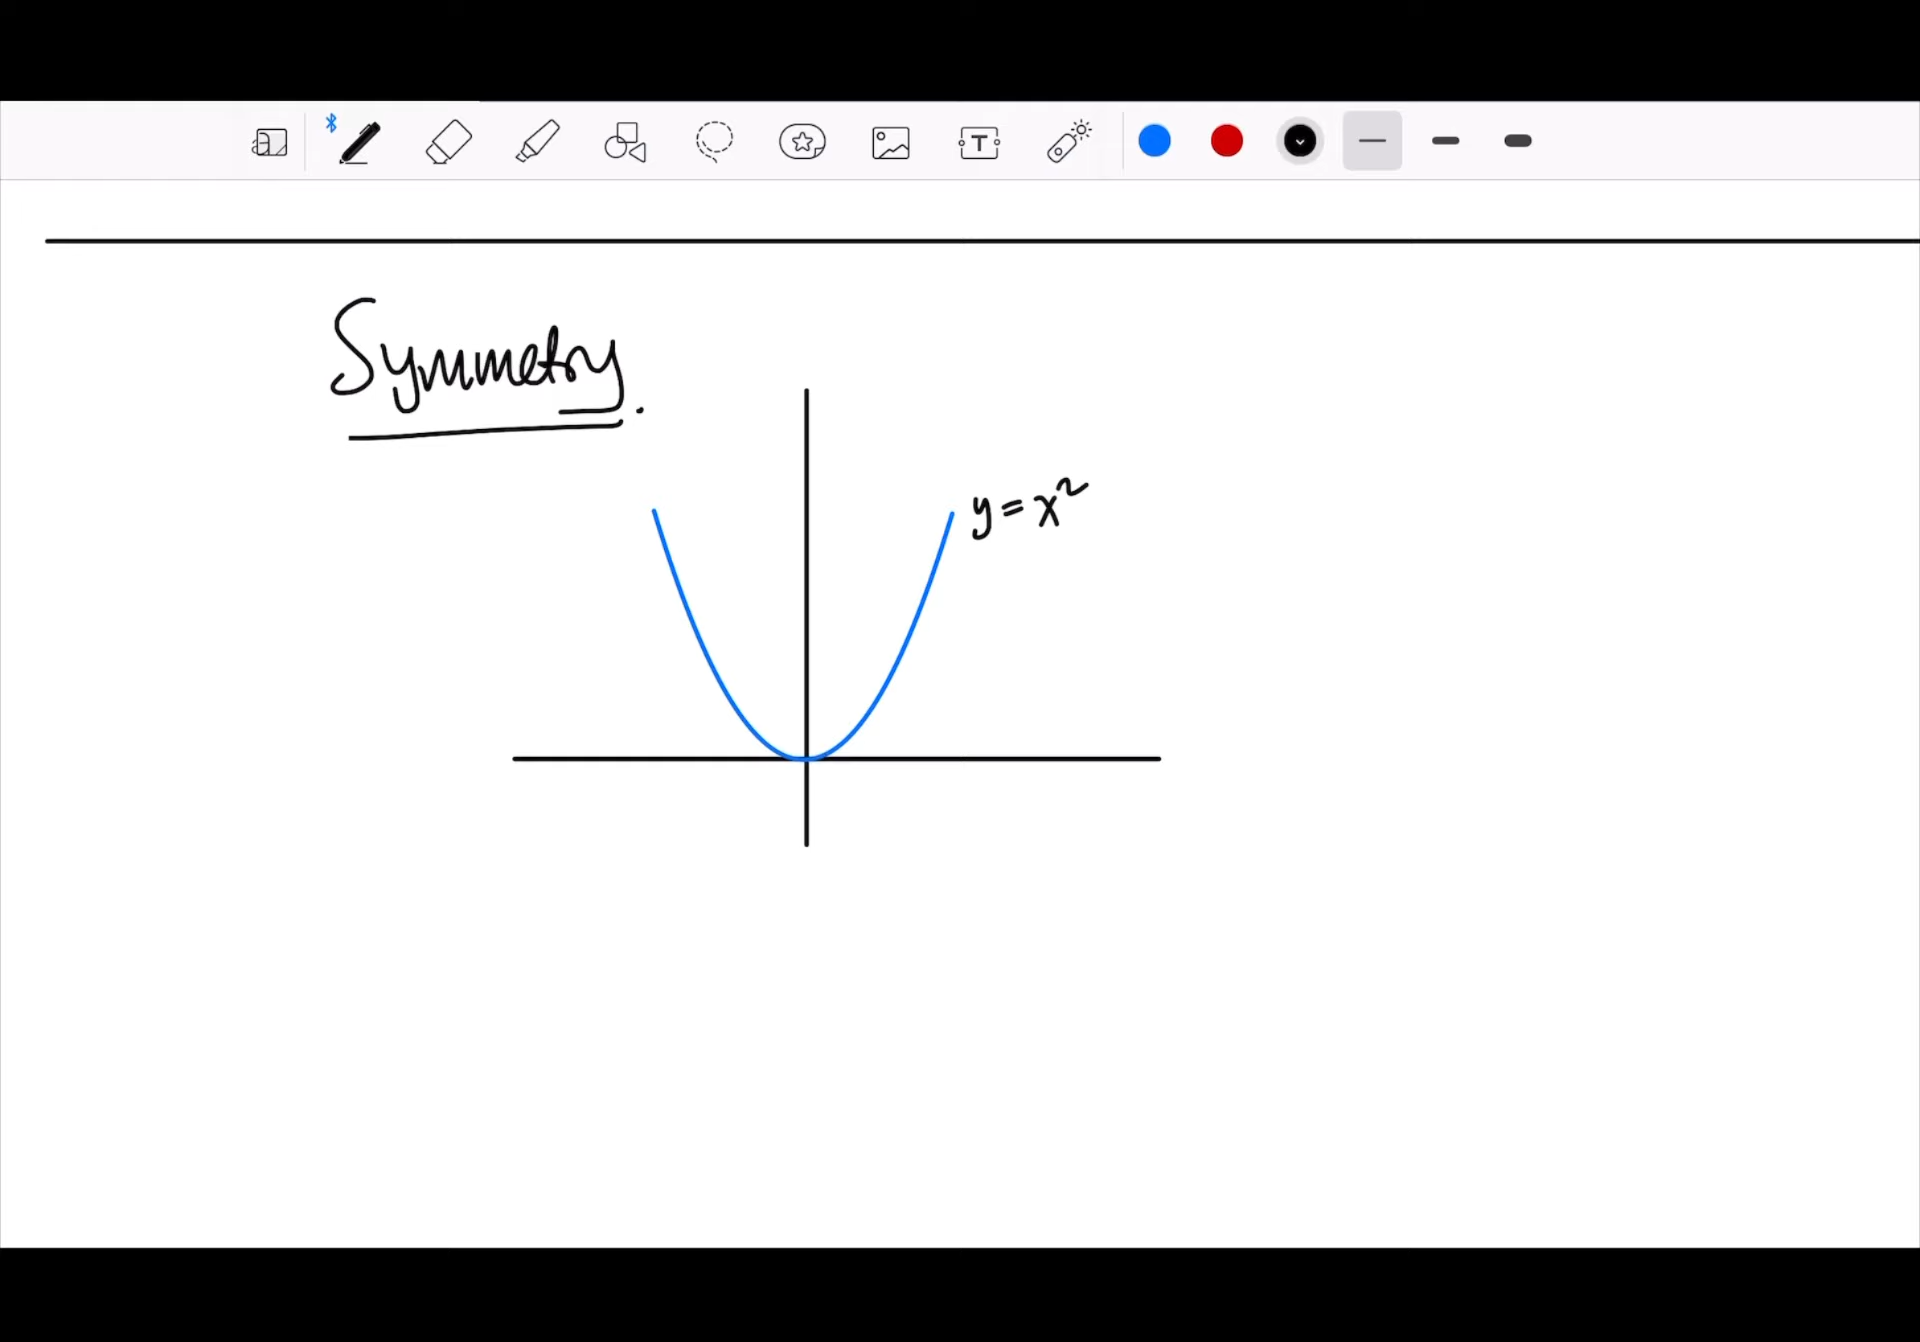 Symmetry.
y = x²